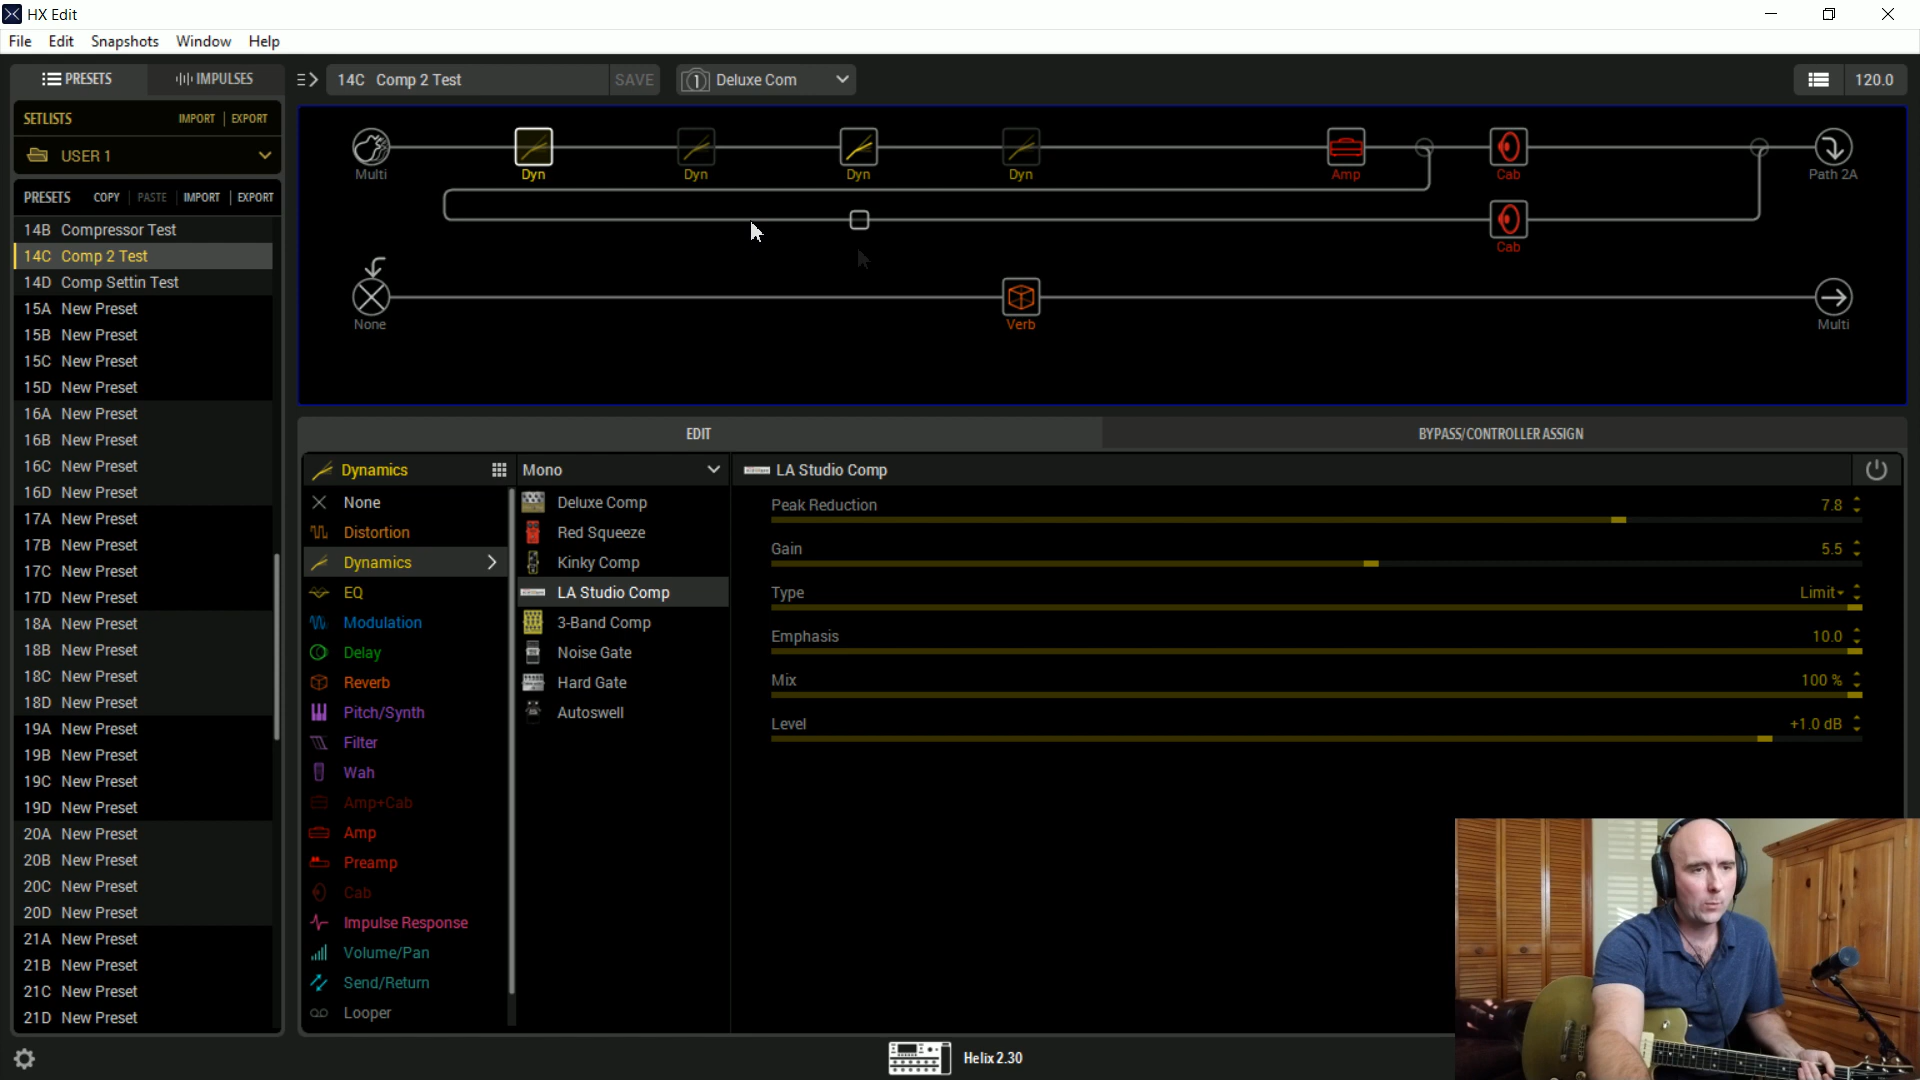 HX Edit
File Edit Snapshots Window Help
PRESETS IMPULSES 14C Comp 2 Test SAVE 1 Deluxe Com 120.0
SETLISTS IMPORT EXPORT
USER 1
PRESETS COPY PASTE IMPORT EXPORT
14B Compressor Test
14C Comp 2 Test
14D Comp Settin Test
15A New Preset
15B New Preset
15C New Preset
15D New Preset
16A New Preset
16B New Preset
16C New Preset
16D New Preset
17A New Preset
17B New Preset
17C New Preset
17D New Preset
18A New Preset
18B New Preset
18C New Preset
18D New Preset
19A New Preset
19B New Preset
19C New Preset
19D New Preset
20A New Preset
20B New Preset
20C New Preset
20D New Preset
21A New Preset
21B New Preset
21C New Preset
21D New Preset
Multi Dyn Dyn Dyn Dyn Amp Cab Path 2A
Cab
None Verb Multi
EDIT BYPASS/CONTROLLER ASSIGN
Dynamics
None
Distortion
Dynamics
EQ
Modulation
Delay
Reverb
Pitch/Synth
Filter
Wah
Amp+Cab
Amp
Preamp
Cab
Impulse Response
Volume/Pan
Send/Return
Looper
Mono
Deluxe Comp
Red Squeeze
Kinky Comp
LA Studio Comp
3-Band Comp
Noise Gate
Hard Gate
Autoswell
LA Studio Comp
Peak Reduction 7.8
Gain 5.5
Type Limit
Emphasis 10.0
Mix 100 %
Level +1.0 dB
Helix 2.30